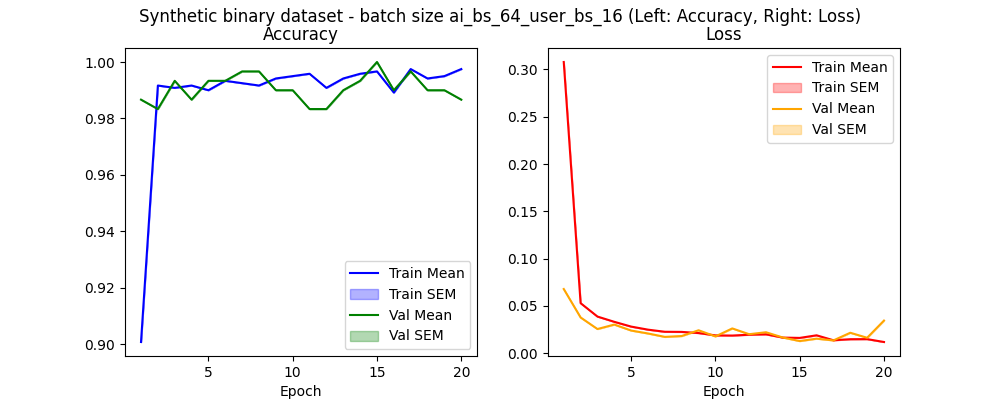 Synthetic binary dataset - batch size ai_bs_64_user_bs_16 (Left: Accuracy, Right: Loss)
Accuracy
1.00
0.98
0.96
0.94
0.92
0.90
5
10
15
20
Epoch
Train Mean
Train SEM
Val Mean
Val SEM
Loss
0.30
0.25
0.20
0.15
0.10
0.05
0.00
5
10
15
20
Epoch
Train Mean
Train SEM
Val Mean
Val SEM